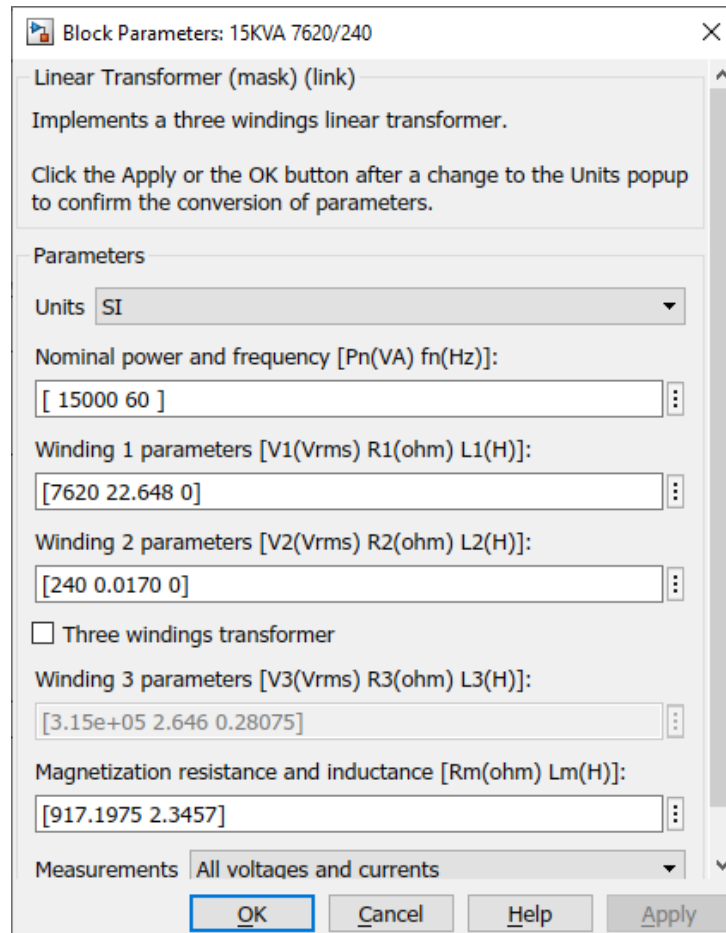 Block Parameters: 15KVA 7620/240
Linear Transformer (mask) (link)
Implements a three windings linear transformer.
Click the Apply or the OK button after a change to the Units popup
to confirm the conversion of parameters.
Parameters
Units SI
Nominal power and frequency [Pn(VA) fn(Hz)]:
[ 15000 60 ]
Winding 1 parameters [V1(Vrms) R1(ohm) L1(H)]:
[7620 22.648 0]
Winding 2 parameters [V2(Vrms) R2(ohm) L2(H)]:
[240 0.0170 0]
Three windings transformer
Winding 3 parameters [V3(Vrms) R3(ohm) L3(H)]:
[3.15e+05 2.646 0.28075]
Magnetization resistance and inductance [Rm(ohm) Lm(H)]:
[917.1975 2.3457]
Measurements All voltages and currents
OK Cancel Help Apply